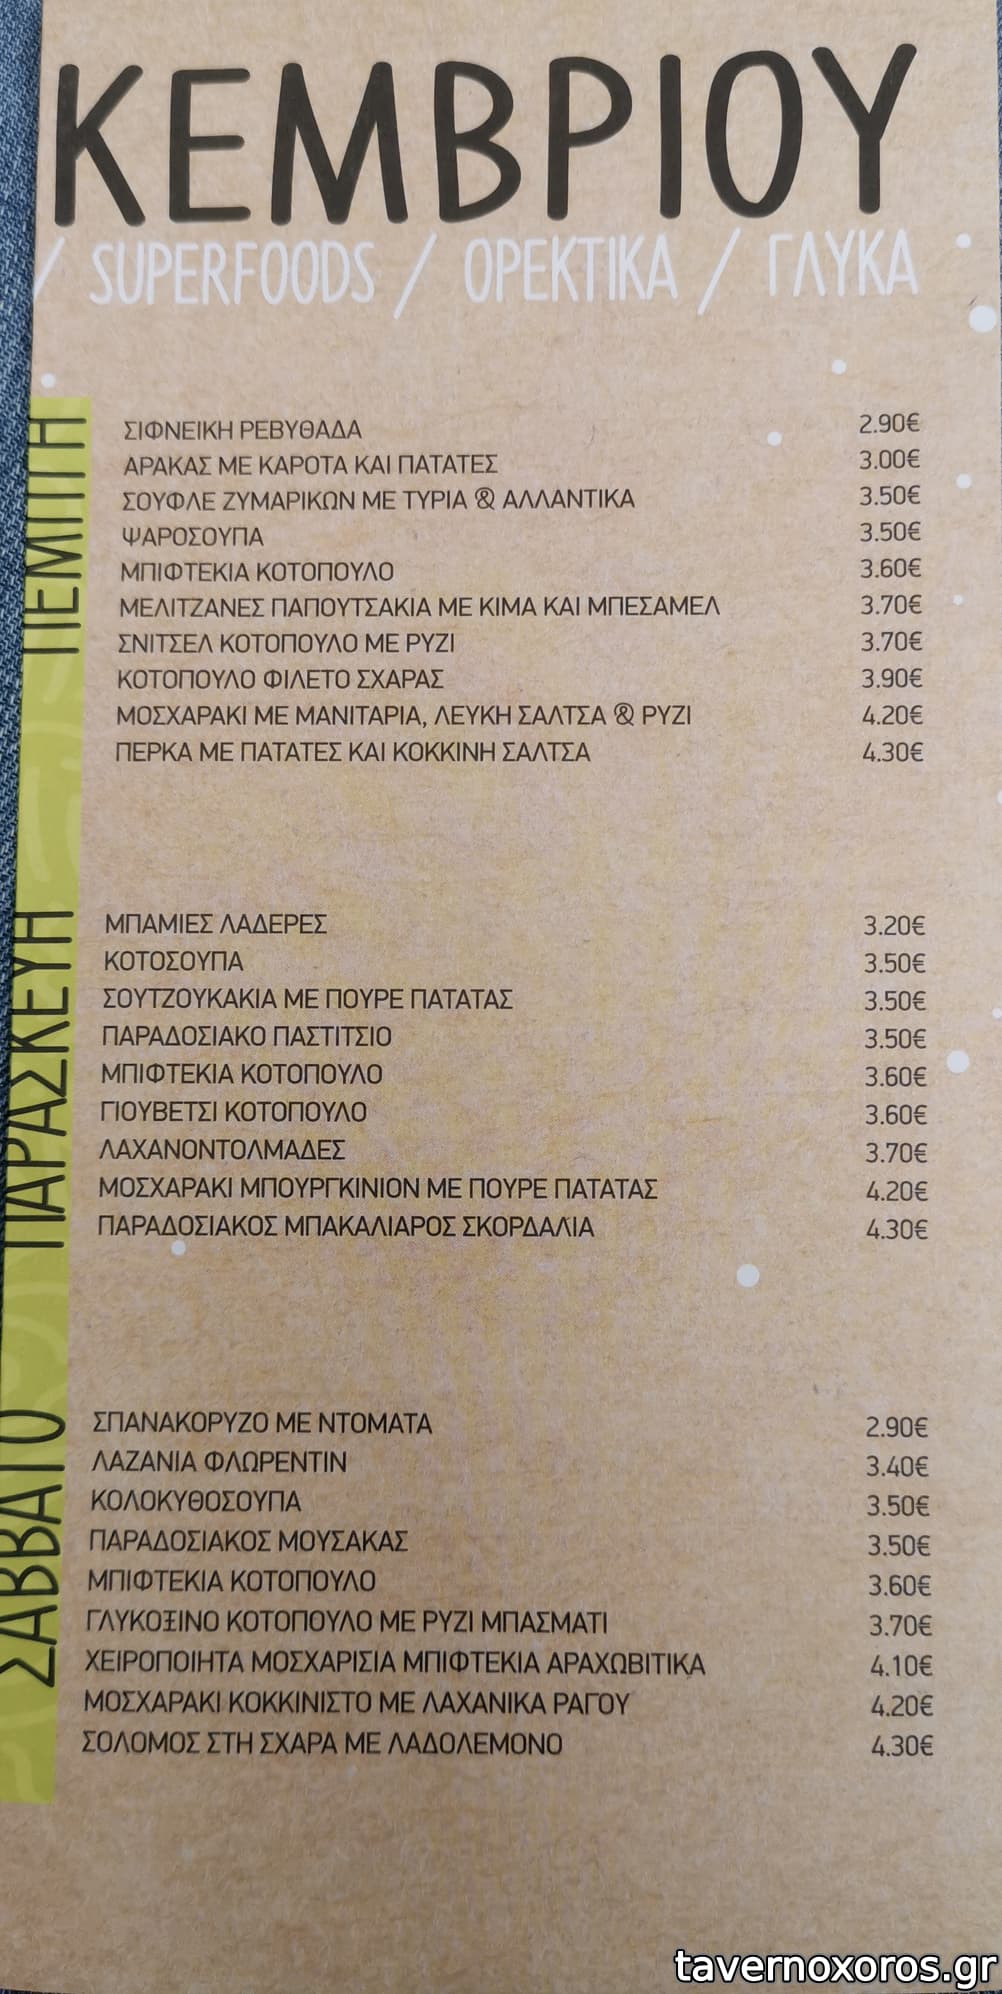 ΚΕΜΒΡΙΟΥ
/ SUPERFOODS / ΟΡΕΚΤΙΚΑ / ΓΛΥΚΑ
ΠΕΜΠΤΗ
ΣΙΦΝΕΙΚΗ ΡΕΒΥΘΑΔΑ 2.90€
ΑΡΑΚΑΣ ΜΕ ΚΑΡΟΤΑ ΚΑΙ ΠΑΤΑΤΕΣ 3.00€
ΣΟΥΦΛΕ ΖΥΜΑΡΙΚΩΝ ΜΕ ΤΥΡΙΑ & ΑΛΛΑΝΤΙΚΑ 3.50€
ΨΑΡΟΣΟΥΠΑ 3.50€
ΜΠΙΦΤΕΚΙΑ ΚΟΤΟΠΟΥΛΟ 3.60€
ΜΕΛΙΤΖΑΝΕΣ ΠΑΠΟΥΤΣΑΚΙΑ ΜΕ ΚΙΜΑ ΚΑΙ ΜΠΕΣΑΜΕΛ 3.70€
ΣΝΙΤΣΕΛ ΚΟΤΟΠΟΥΛΟ ΜΕ ΡΥΖΙ 3.70€
ΚΟΤΟΠΟΥΛΟ ΦΙΛΕΤΟ ΣΧΑΡΑΣ 3.90€
ΜΟΣΧΑΡΑΚΙ ΜΕ ΜΑΝΙΤΑΡΙΑ, ΛΕΥΚΗ ΣΑΛΤΣΑ & ΡΥΖΙ 4.20€
ΠΕΡΚΑ ΜΕ ΠΑΤΑΤΕΣ ΚΑΙ ΚΟΚΚΙΝΗ ΣΑΛΤΣΑ 4.30€
ΠΑΡΑΣΚΕΥΗ
ΜΠΑΜΙΕΣ ΛΑΔΕΡΕΣ 3.20€
ΚΟΤΟΣΟΥΠΑ 3.50€
ΣΟΥΤΖΟΥΚΑΚΙΑ ΜΕ ΠΟΥΡΕ ΠΑΤΑΤΑΣ 3.50€
ΠΑΡΑΔΟΣΙΑΚΟ ΠΑΣΤΙΤΣΙΟ 3.50€
ΜΠΙΦΤΕΚΙΑ ΚΟΤΟΠΟΥΛΟ 3.60€
ΓΙΟΥΒΕΤΣΙ ΚΟΤΟΠΟΥΛΟ 3.60€
ΛΑΧΑΝΟΝΤΟΛΜΑΔΕΣ 3.70€
ΜΟΣΧΑΡΑΚΙ ΜΠΟΥΡΓΚΙΝΙΟΝ ΜΕ ΠΟΥΡΕ ΠΑΤΑΤΑΣ 4.20€
ΠΑΡΑΔΟΣΙΑΚΟΣ ΜΠΑΚΑΛΙΑΡΟΣ ΣΚΟΡΔΑΛΙΑ 4.30€
ΣΑΒΒΑΤΟ
ΣΠΑΝΑΚΟΡΥΖΟ ΜΕ ΝΤΟΜΑΤΑ 2.90€
ΛΑΖΑΝΙΑ ΦΛΩΡΕΝΤΙΝ 3.40€
ΚΟΛΟΚΥΘΟΣΟΥΠΑ 3.50€
ΠΑΡΑΔΟΣΙΑΚΟΣ ΜΟΥΣΑΚΑΣ 3.50€
ΜΠΙΦΤΕΚΙΑ ΚΟΤΟΠΟΥΛΟ 3.60€
ΓΛΥΚΟΞΙΝΟ ΚΟΤΟΠΟΥΛΟ ΜΕ ΡΥΖΙ ΜΠΑΣΜΑΤΙ 3.70€
ΧΕΙΡΟΠΟΙΗΤΑ ΜΟΣΧΑΡΙΣΙΑ ΜΠΙΦΤΕΚΙΑ ΑΡΑΧΩΒΙΤΙΚΑ 4.10€
ΜΟΣΧΑΡΑΚΙ ΚΟΚΚΙΝΙΣΤΟ ΜΕ ΛΑΧΑΝΙΚΑ ΡΑΓΟΥ 4.20€
ΣΟΛΟΜΟΣ ΣΤΗ ΣΧΑΡΑ ΜΕ ΛΑΔΟΛΕΜΟΝΟ 4.30€
tavernoxoros.gr